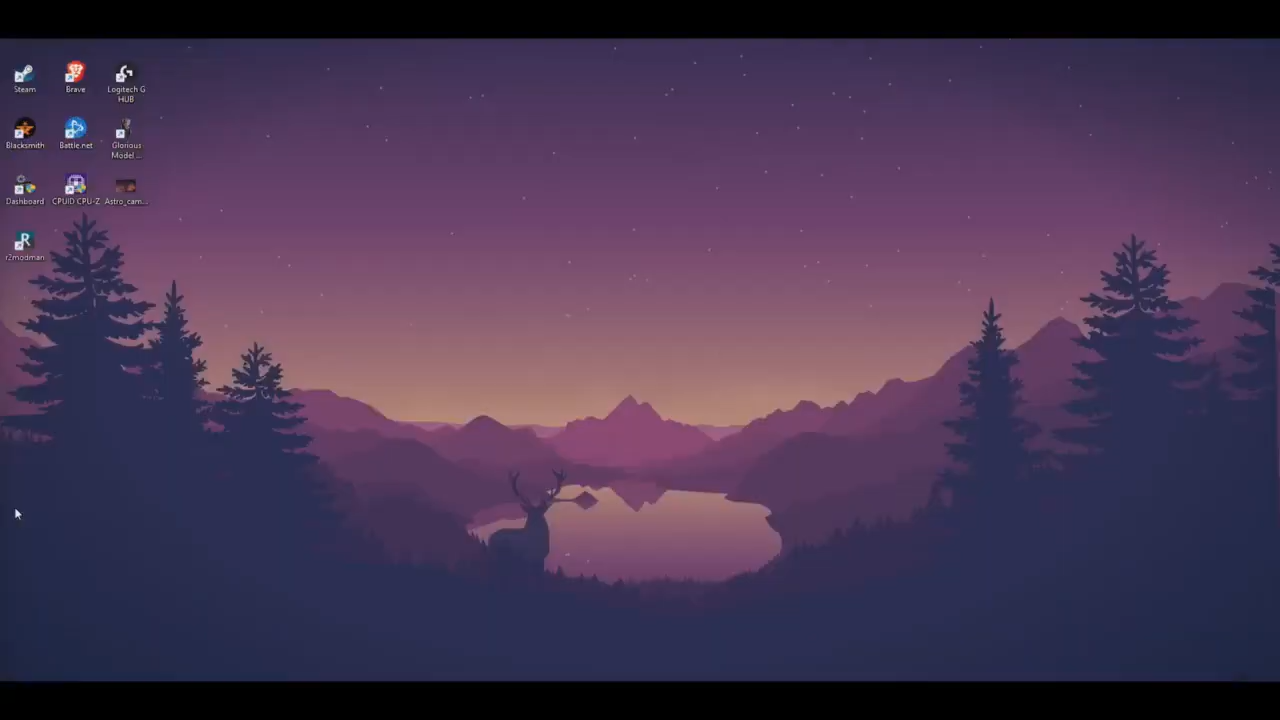 Steam
Brave
Logitech G
HUB
Blacksmith
Battle.net
Glorious
Model ...
Dashboard
CPUID CPU-Z
Astro_cam...
r2modman